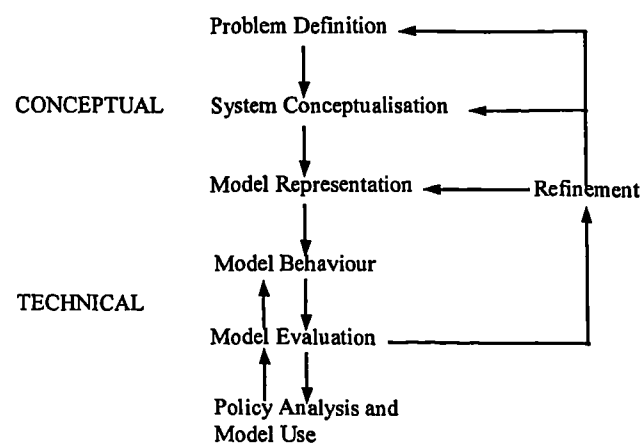 Problem Definition
CONCEPTUAL
System Conceptualisation
Model Representation
Refinement
Model Behaviour
TECHNICAL
Model Evaluation
Policy Analysis and
Model Use